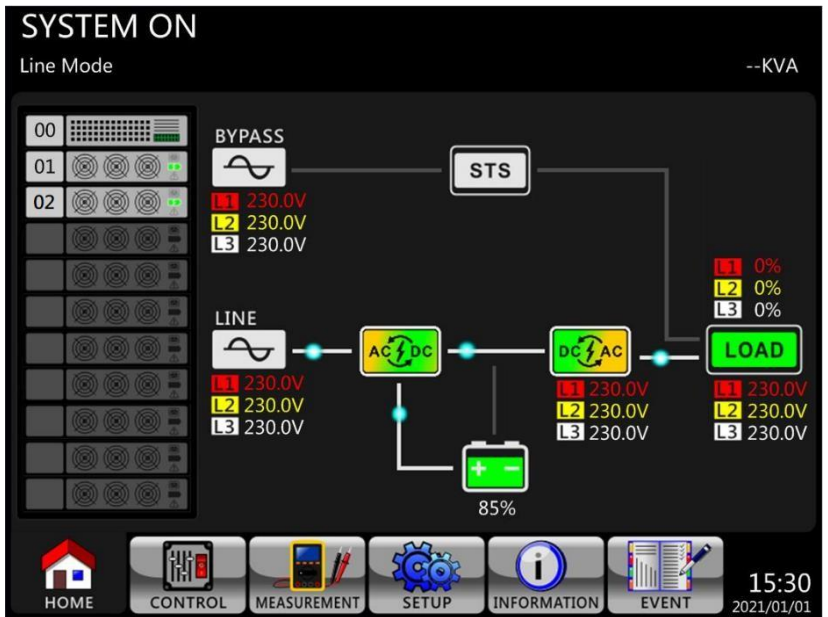 SYSTEM ON
Line Mode
--KVA
00
01
02
BYPASS
L1 230.0V
L2 230.0V
L3 230.0V
STS
L1 0%
L2 0%
L3 0%
LINE
AC DC
DC AC
LOAD
L1 230.0V
L2 230.0V
L3 230.0V
L1 230.0V
L2 230.0V
L3 230.0V
L1 230.0V
L2 230.0V
L3 230.0V
+ -
85%
HOME
CONTROL
MEASUREMENT
SETUP
i
INFORMATION
EVENT
15:30
2021/01/01